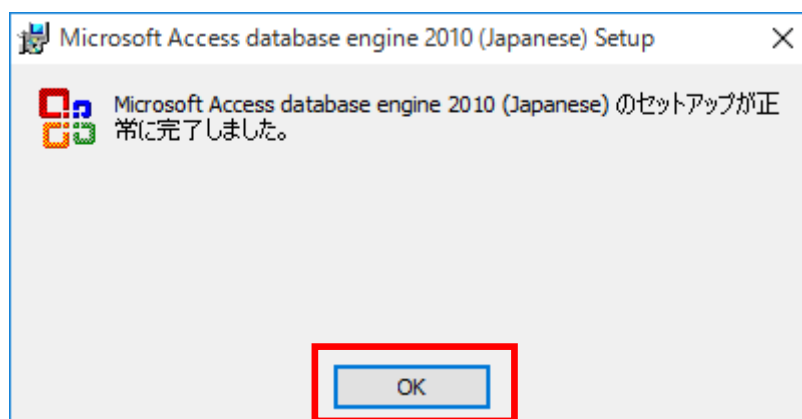 Microsoft Access database engine 2010 (Japanese) Setup
Microsoft Access database engine 2010 (Japanese) のセットアップが正
常に完了しました。
OK